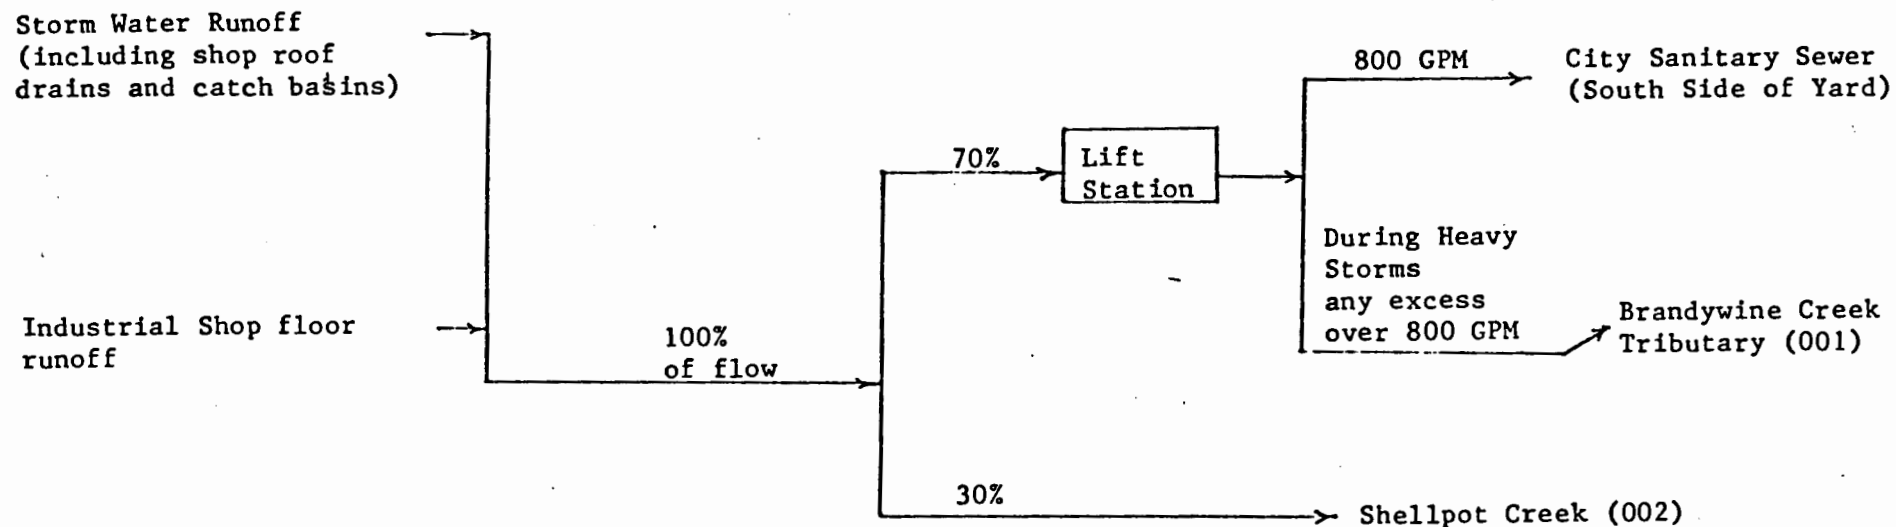 Storm Water Runoff
(including shop roof
drains and catch basins)
800 GPM
City Sanitary Sewer
(South Side of Yard)
70%
Lift
Station
During Heavy
Storms
any excess
over 800 GPM
Brandywine Creek
Tributary (001)
Industrial Shop floor
runoff
100%
of flow
30%
Shellpot Creek (002)